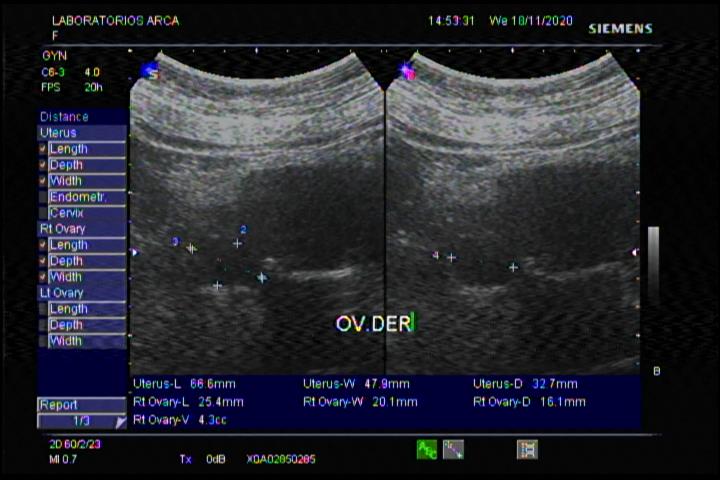 LABORATORIOS ARCA
F
14:53:31 We 18/11/2020
SIEMENS
GYN
C6-3 4.0
FPS 20h
Distance
Uterus
Length
Depth
Width
Endometr.
Cervix
Rt Ovary
Length
Depth
Width
Lt Ovary
Length
Depth
Width
S
3
2
4
OV.DER
B
Uterus-L 66.6mm Uterus-W 47.9mm Uterus-D 32.7mm
Rt Ovary-L 25.4mm Rt Ovary-W 20.1mm Rt Ovary-D 16.1mm
Rt Ovary-V 4.3cc
Report
1/3
2D 60/2/23
MI 0.7 Tx 0dB